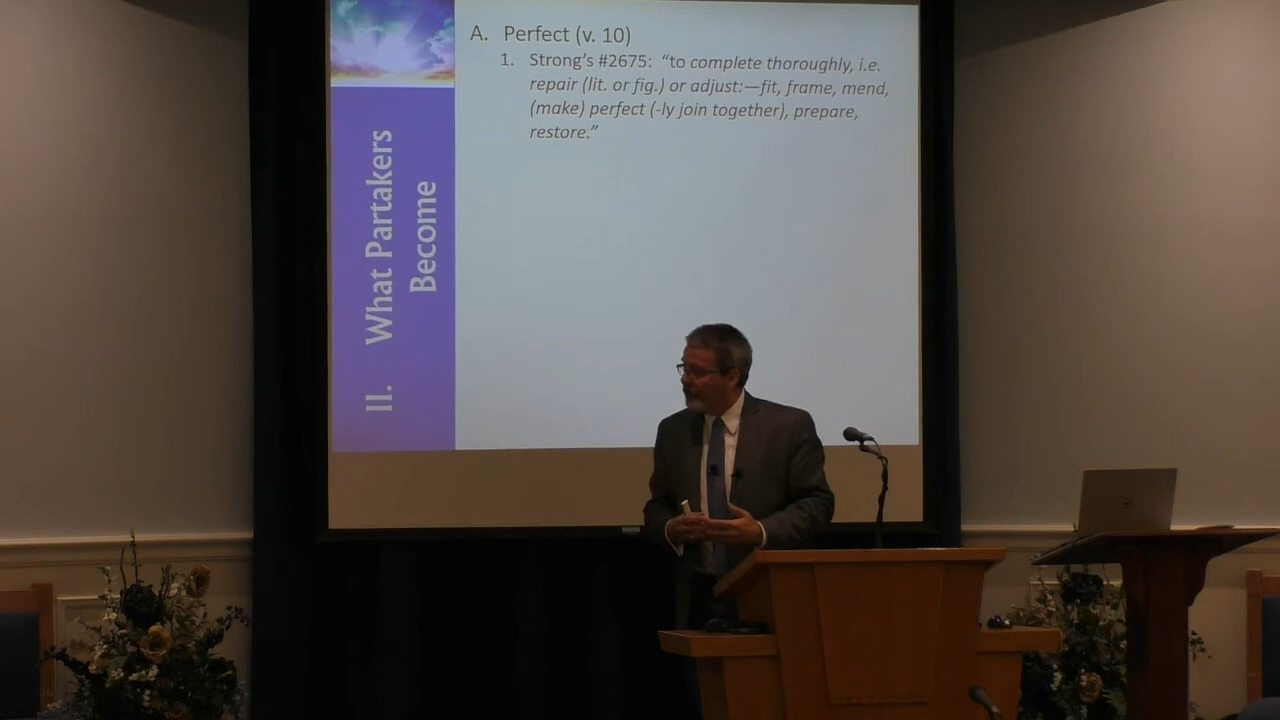 II. What Partakers
Become
A. Perfect (v. 10)
1. Strong's #2675: "to complete thoroughly, i.e.
repair (lit. or fig.) or adjust:—fit, frame, mend,
(make) perfect (-ly join together), prepare,
restore."